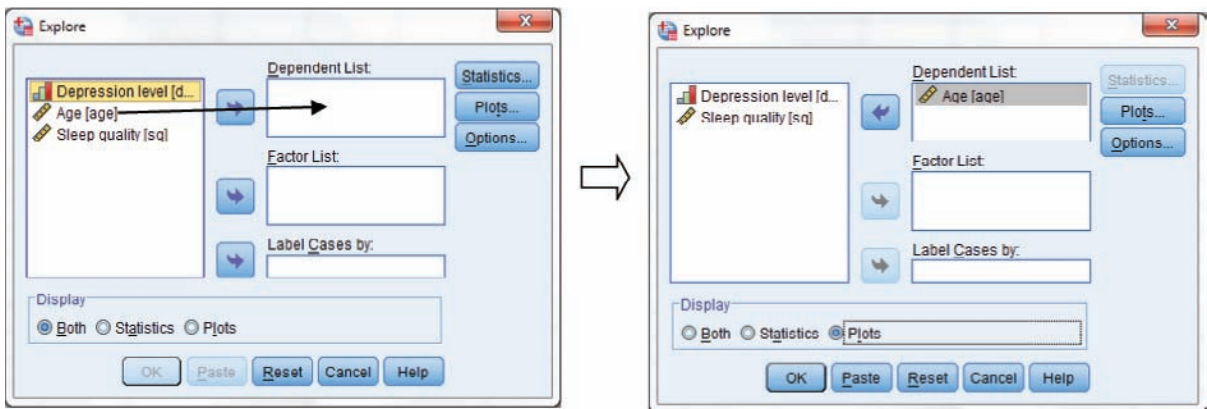 Explore
Depression level [d...
Age [age]
Sleep quality [sq]
Dependent List:
Factor List:
Label Cases by:
Statistics...
Plots...
Options...
Display
Both Statistics Plots
OK Paste Reset Cancel Help
Explore
Depression level [d...
Sleep quality [sq]
Dependent List:
Age [age]
Factor List:
Label Cases by:
Statistics...
Plots...
Options...
Display
Both Statistics Plots
OK Paste Reset Cancel Help